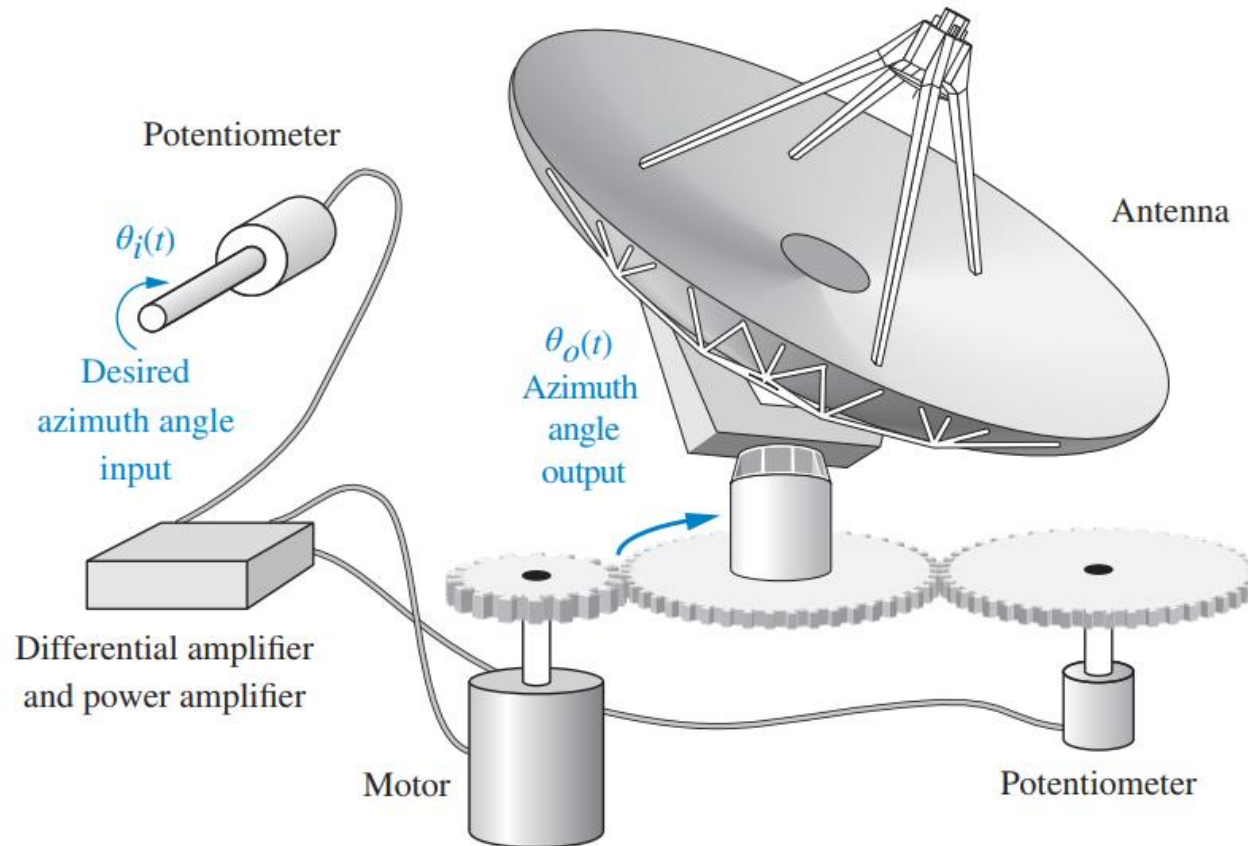 Potentiometer
θi(t)
Desired
azimuth angle
input
Antenna
θo(t)
Azimuth
angle
output
Differential amplifier
and power amplifier
Motor
Potentiometer